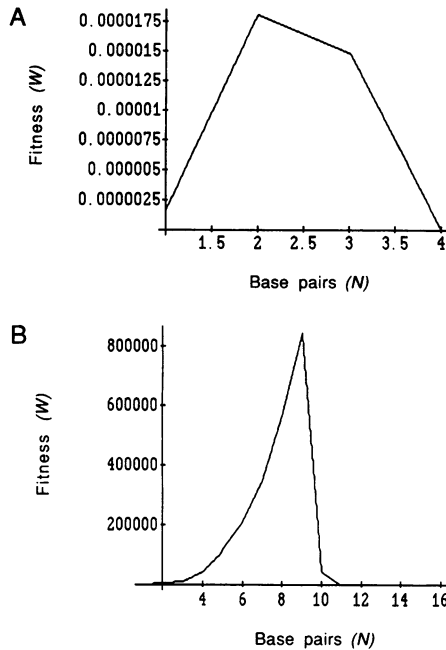 A
0.0000175
0.000015
0.0000125
0.00001
0.0000075
0.000005
0.0000025
Fitness (W)
1.5 2 2.5 3 3.5 4
Base pairs (N)
B
800000
600000
400000
200000
Fitness (W)
4 6 8 10 12 14 16
Base pairs (N)